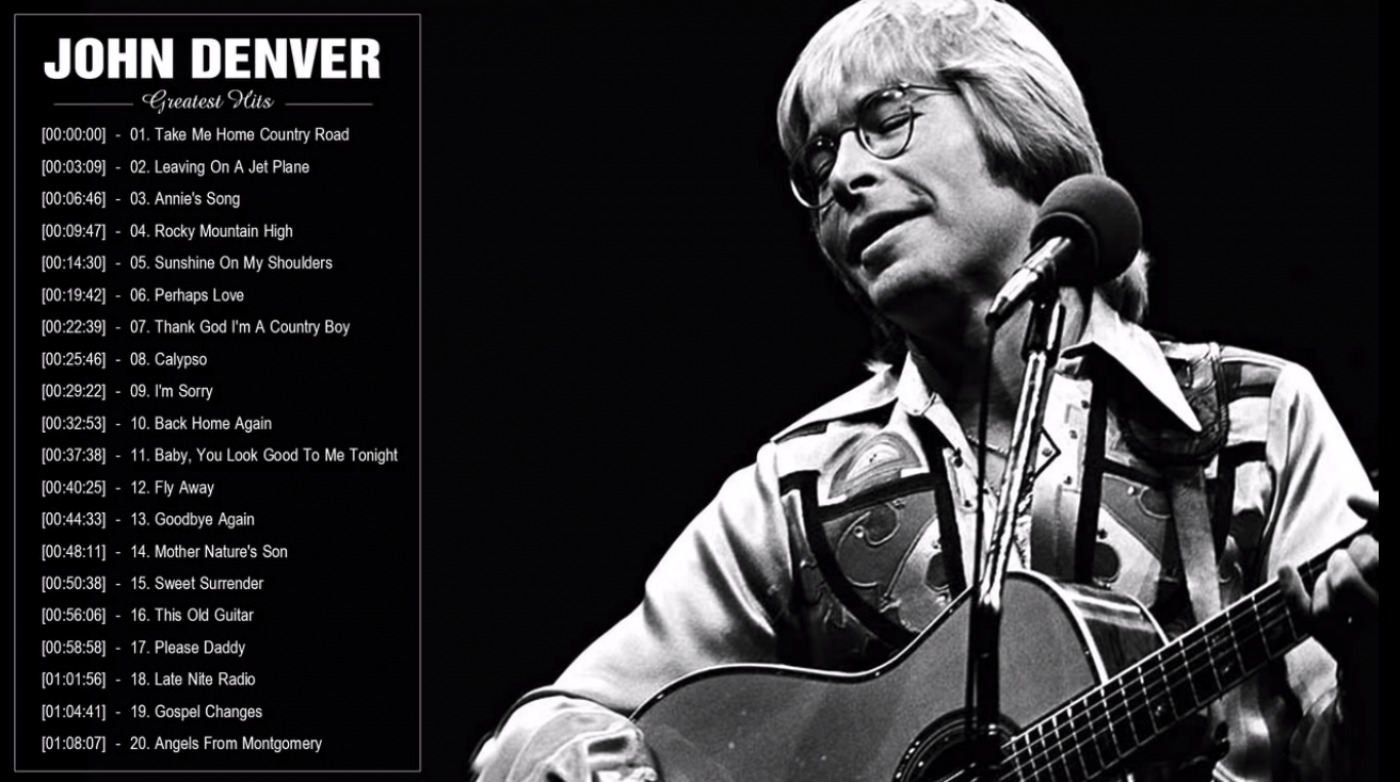 JOHN DENVER
Greatest Hits
[00:00:00] - 01. Take Me Home Country Road
[00:03:09] - 02. Leaving On A Jet Plane
[00:06:46] - 03. Annie's Song
[00:09:47] - 04. Rocky Mountain High
[00:14:30] - 05. Sunshine On My Shoulders
[00:19:42] - 06. Perhaps Love
[00:22:39] - 07. Thank God I'm A Country Boy
[00:25:46] - 08. Calypso
[00:29:22] - 09. I'm Sorry
[00:32:53] - 10. Back Home Again
[00:37:38] - 11. Baby, You Look Good To Me Tonight
[00:40:25] - 12. Fly Away
[00:44:33] - 13. Goodbye Again
[00:48:11] - 14. Mother Nature's Son
[00:50:38] - 15. Sweet Surrender
[00:56:06] - 16. This Old Guitar
[00:58:58] - 17. Please Daddy
[01:01:56] - 18. Late Nite Radio
[01:04:41] - 19. Gospel Changes
[01:08:07] - 20. Angels From Montgomery